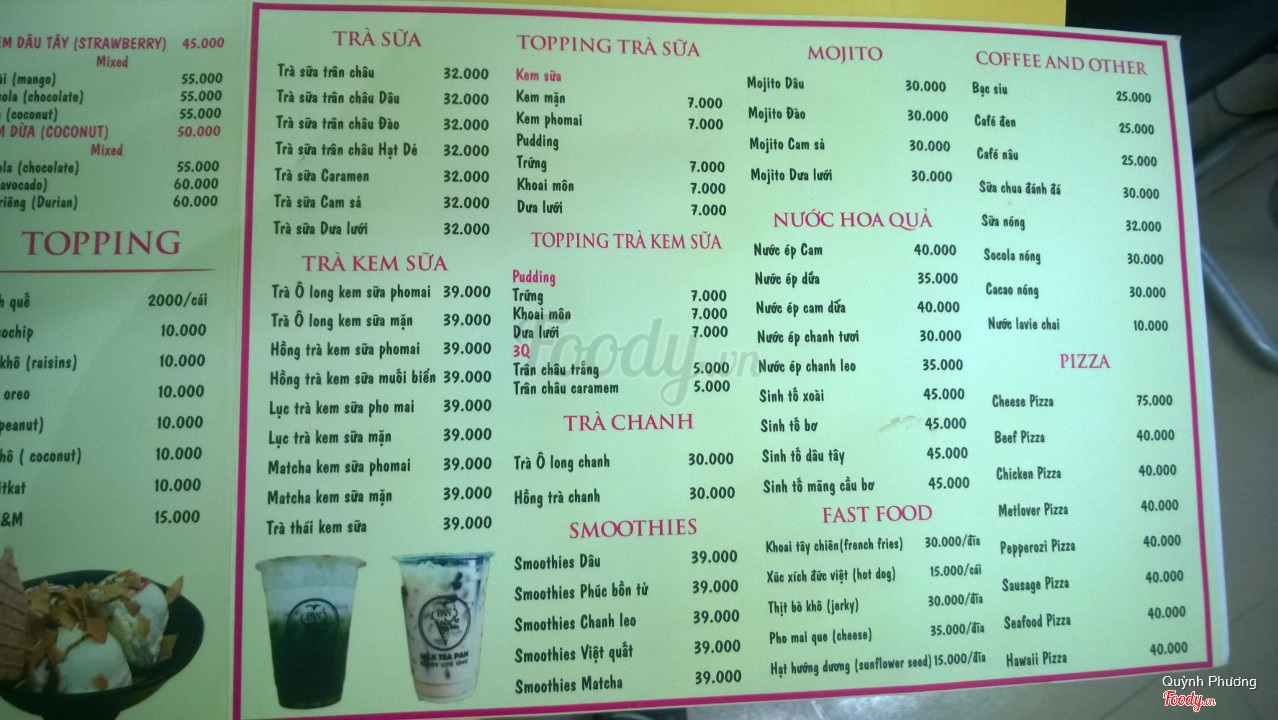 EM DÂU TÂY (STRAWBERRY) 45.000
Mixed
(mango) 55.000
cola (chocolate) 55.000
(coconut) 55.000
M DỪA (COCONUT) 50.000
Mixed
ola (chocolate) 55.000
avocado) 60.000
riêng (Durian) 60.000
TOPPING
h quế 2000/cái
ochip 10.000
khô (raisins) 10.000
oreo 10.000
peanut) 10.000
hô ( coconut) 10.000
itkat 10.000
&M 15.000
TRÀ SỮA
Trà sữa trân châu 32.000
Trà sữa trân châu Dâu 32.000
Trà sữa trân châu Đào 32.000
Trà sữa trân châu Hạt Dẻ 32.000
Trà sữa Caramen 32.000
Trà sữa Cam sả 32.000
Trà sữa Dưa lưới 32.000
TRÀ KEM SỮA
Trà Ô long kem sữa phomai 39.000
Trà Ô long kem sữa mặn 39.000
Hồng trà kem sữa phomai 39.000
Hồng trà kem sữa muối biển 39.000
Lục trà kem sữa pho mai 39.000
Lục trà kem sữa mặn 39.000
Matcha kem sữa phomai 39.000
Matcha kem sữa mặn 39.000
Trà thái kem sữa 39.000
MILK TEA PAN
TOPPING TRÀ SỮA
Kem sữa
Kem mặn 7.000
Kem phomai 7.000
Pudding
Trứng 7.000
Khoai môn 7.000
Dưa lưới 7.000
TOPPING TRÀ KEM SỮA
Pudding
Trứng 7.000
Khoai môn 7.000
Dưa lưới 7.000
3Q
Trân châu trắng 5.000
Trân châu caramem 5.000
TRÀ CHANH
Trà Ô long chanh 30.000
Hồng trà chanh 30.000
SMOOTHIES
Smoothies Dâu 39.000
Smoothies Phúc bồn tử 39.000
Smoothies Chanh leo 39.000
Smoothies Việt quất 39.000
Smoothies Matcha 39.000
MOJITO
Mojito Dâu 30.000
Mojito Đào 30.000
Mojito Cam sả 30.000
Mojito Dưa lưới 30.000
NƯỚC HOA QUẢ
Nước ép Cam 40.000
Nước ép dứa 35.000
Nước ép cam dứa 40.000
Nước ép chanh tươi 30.000
Nước ép chanh leo 35.000
Sinh tố xoài 45.000
Sinh tố bơ 45.000
Sinh tố dâu tây 45.000
Sinh tố mãng cầu bơ 45.000
FAST FOOD
Khoai tây chiên(french fries) 30.000/đĩa
Xúc xích đức việt (hot dog) 15.000/cái
Thịt bò khô (jerky) 30.000/đĩa
Pho mai que (cheese) 35.000/đĩa
Hạt hướng dương (sunflower seed) 15.000/đĩa
COFFEE AND OTHER
Bạc siu 25.000
Café đen 25.000
Café nâu 25.000
Sữa chua đánh đá 30.000
Sữa nóng 32.000
Socola nóng 30.000
Cacao nóng 30.000
Nước lavie chai 10.000
PIZZA
Cheese Pizza 75.000
Beef Pizza 40.000
Chicken Pizza 40.000
Metlover Pizza 40.000
Pepperozi Pizza 40.000
Sausage Pizza 40.000
Seafood Pizza 40.000
Hawaii Pizza 40.000
Foody.vn
Quỳnh Phương
Foody.vn